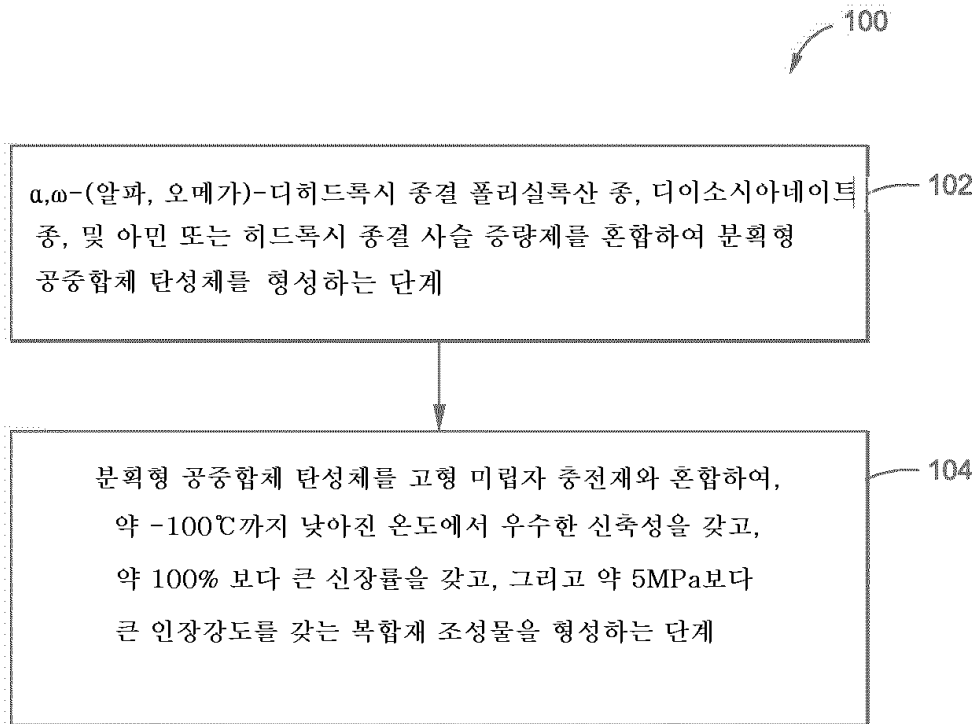 100
α,ω-(알파, 오메가)-디히드록시 종결 폴리실록산 종, 디이소시아네이트
102
종, 및 아민 또는 히드록시 종결 사슬 증량제를 혼합하여 분획형
공중합체 탄성체를 형성하는 단계
분획형 공중합체 탄성체를 고형 미립자 충전재와 혼합하여,
104
약 -100℃까지 낮아진 온도에서 우수한 신축성을 갖고,
약 100% 보다 큰 신장률을 갖고, 그리고 약 5MPa보다
큰 인장강도를 갖는 복합재 조성물을 형성하는 단계